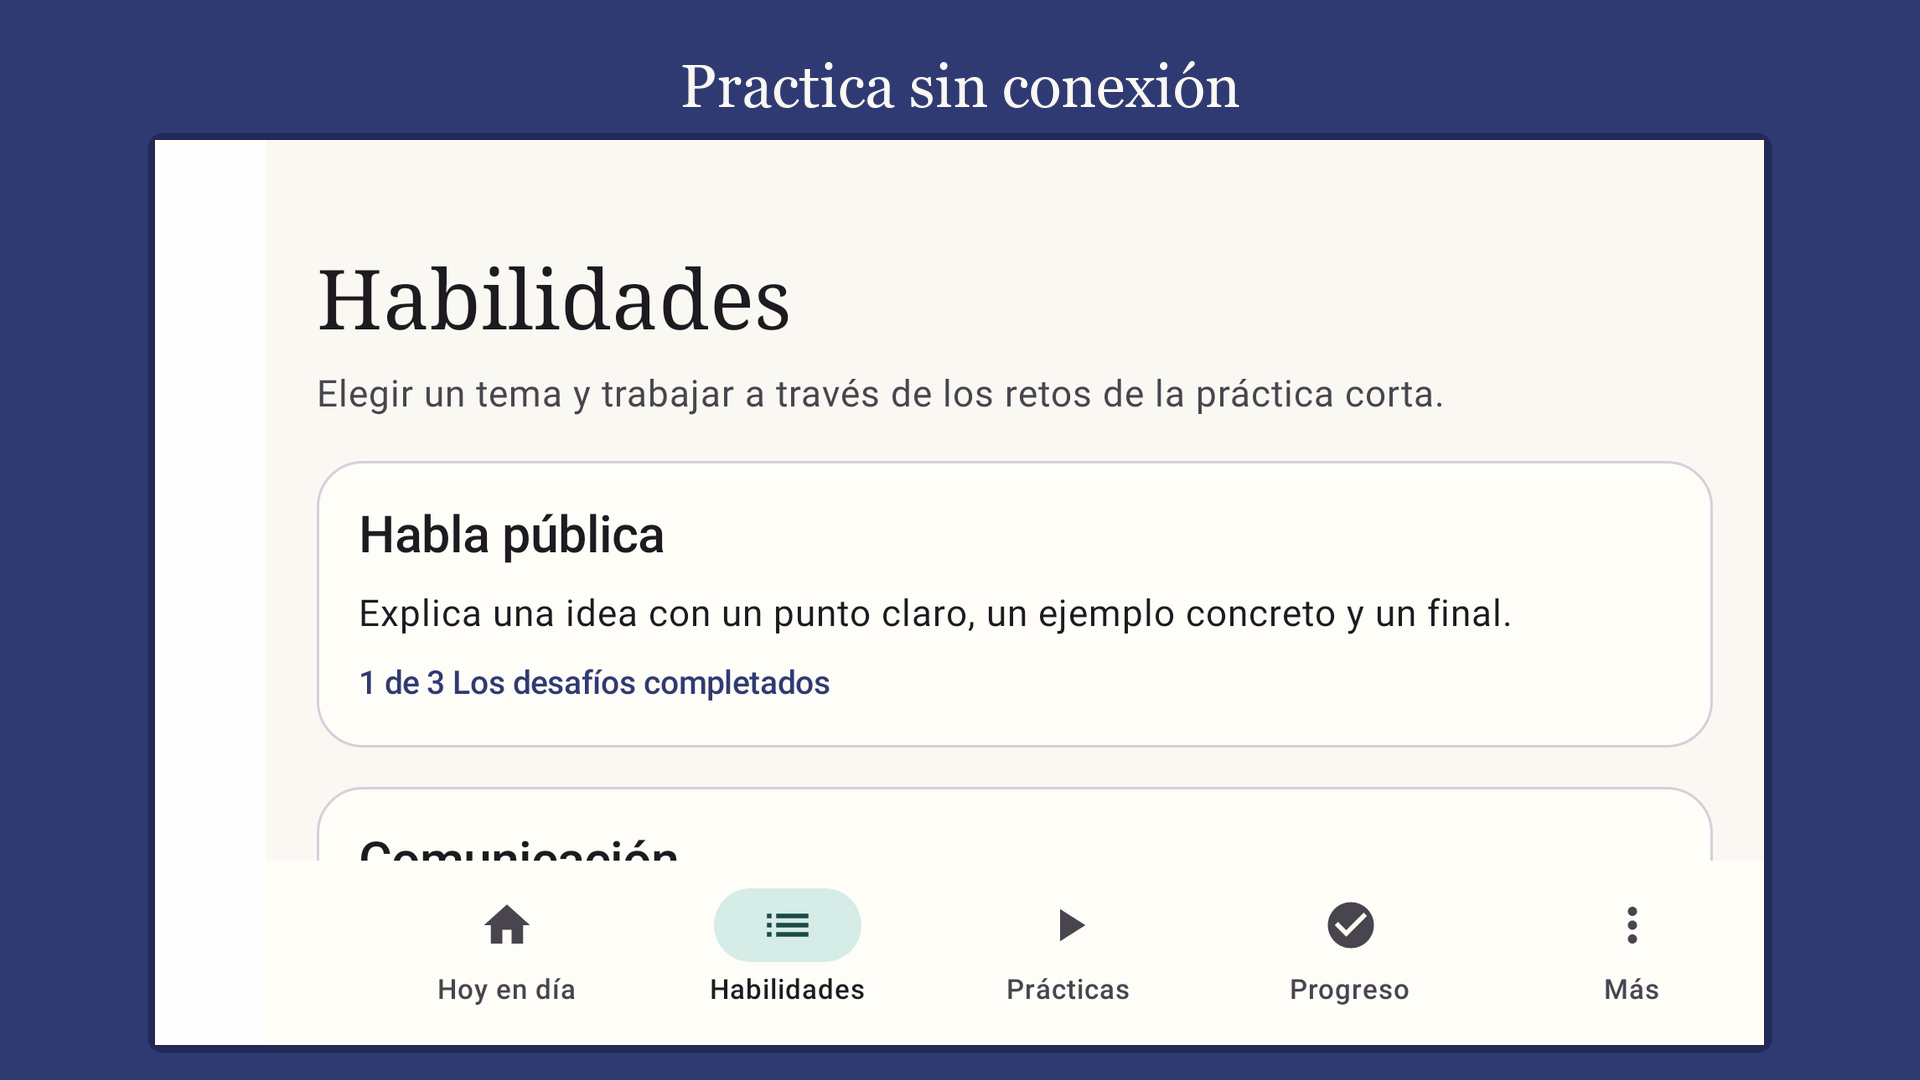 Practica sin conexión
Habilidades
Elegir un tema y trabajar a través de los retos de la práctica corta.
Habla pública
Explica una idea con un punto claro, un ejemplo concreto y un final.
1 de 3 Los desafíos completados
Comunicación
Hoy en día
Habilidades
Prácticas
Progreso
Más